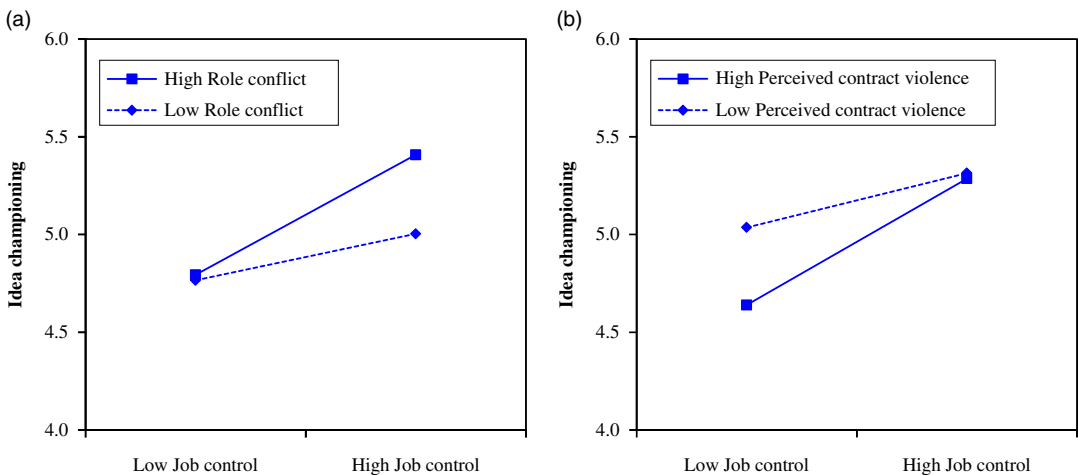 (a)
6.0
High Role conflict
Low Role conflict
5.5
5.0
4.5
4.0
Idea championing
Low Job control
High Job control
(b)
6.0
High Perceived contract violence
Low Perceived contract violence
5.5
5.0
4.5
4.0
Idea championing
Low Job control
High Job control